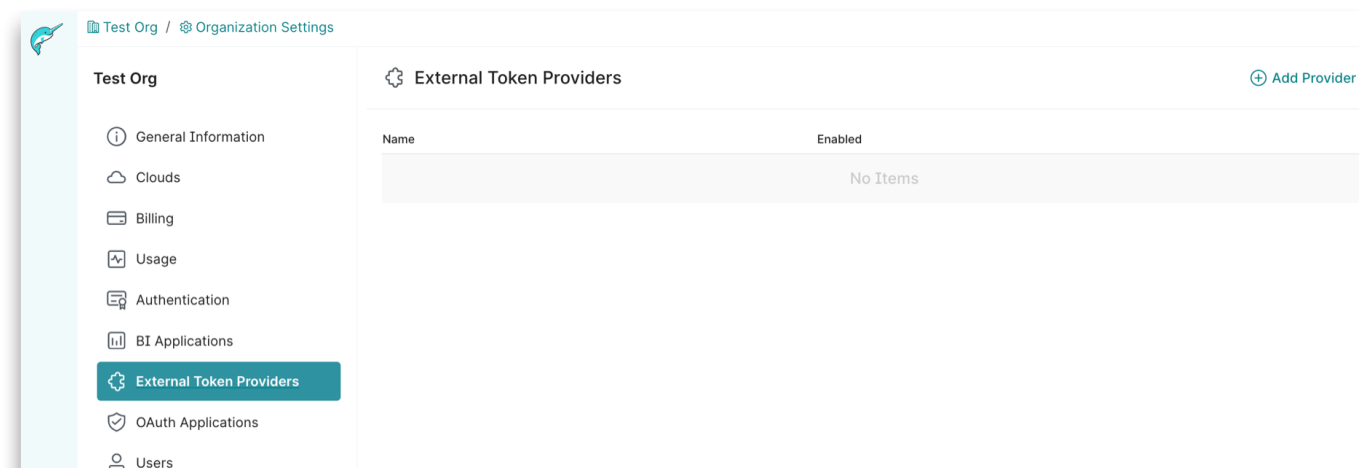 Test Org / Organization Settings
Test Org
External Token Providers
Add Provider
General Information
Clouds
Billing
Usage
Authentication
BI Applications
External Token Providers
OAuth Applications
Users
Name Enabled
No Items